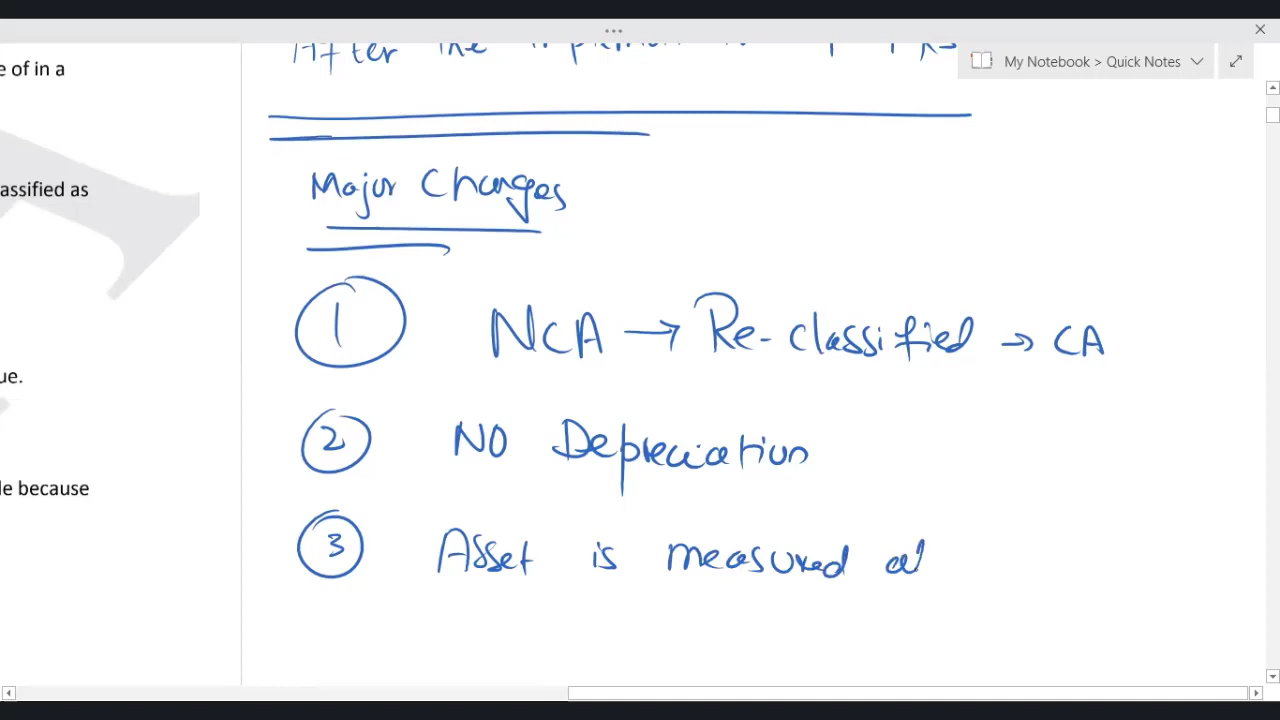 e of in a
assified as
ue.
le because
My Notebook > Quick Notes
After the
Major Changes
1 NCA → Re-classified → CA
2 NO Depreciation
3 Asset is measured at